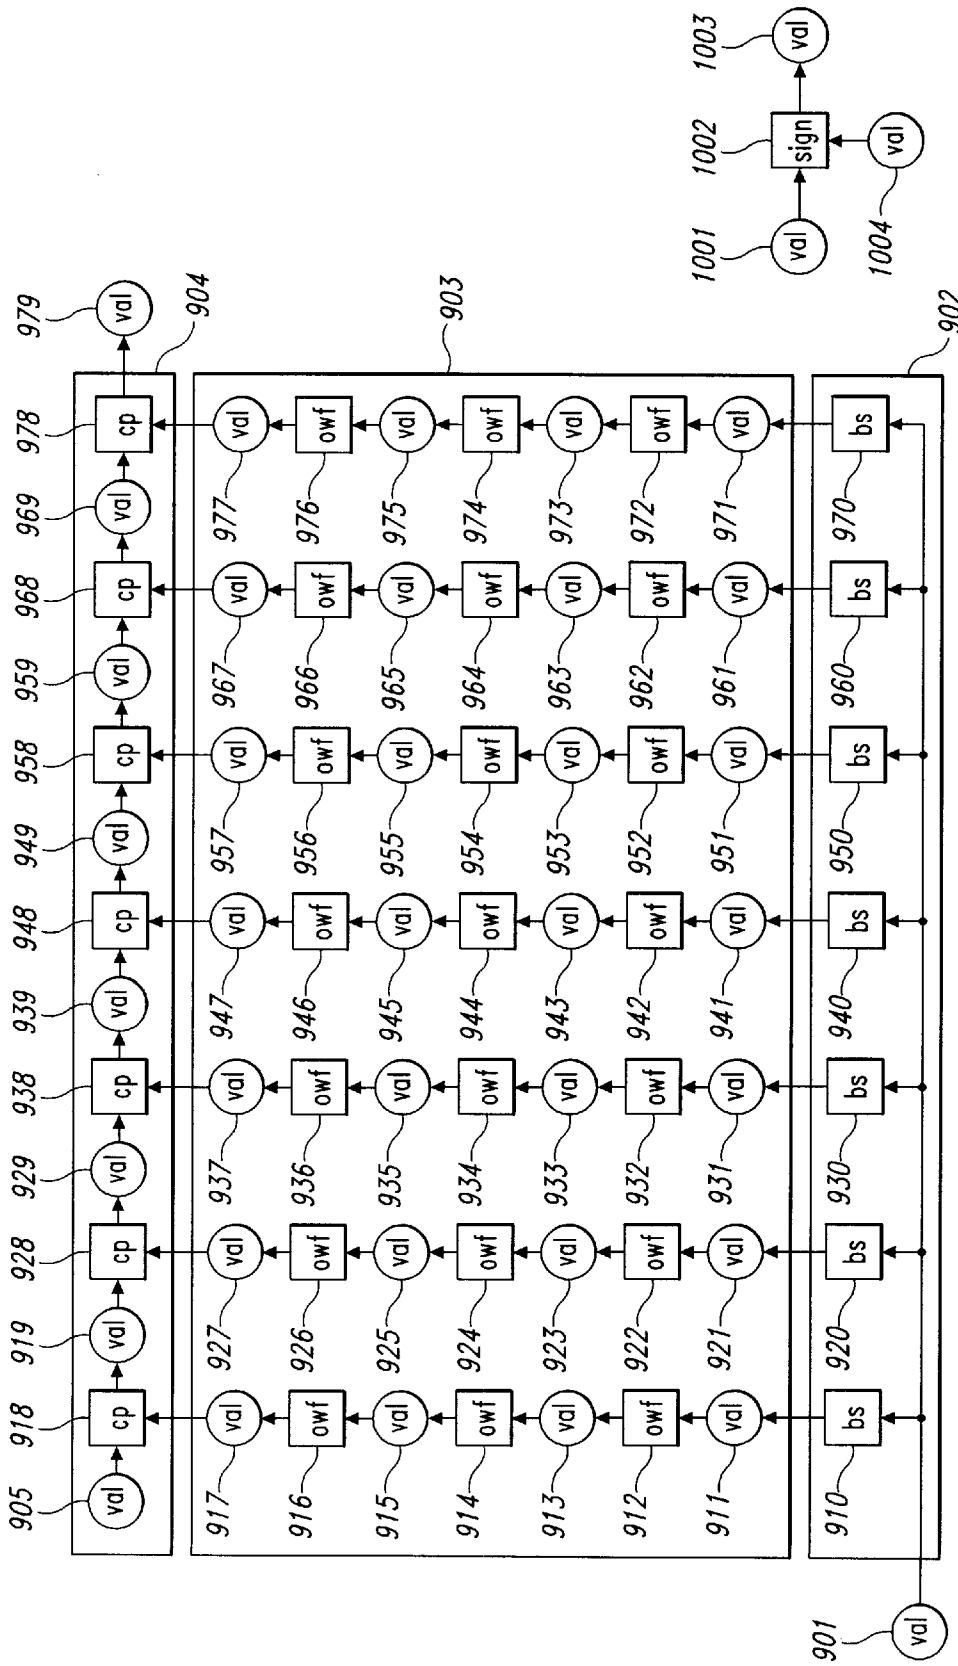 905 918 919 928 929 938 939 948 949 958 959 968 969 978 979
val cp val cp val cp val cp val cp val cp val cp val
904
val val val val val val val
917 927 937 947 957 967 977
owf owf owf owf owf owf owf
916 926 936 946 956 966 976
val val val val val val val
915 925 935 945 955 965 975
903
owf owf owf owf owf owf owf
914 924 934 944 954 964 974
val val val val val val val
913 923 933 943 953 963 973
owf owf owf owf owf owf owf
912 922 932 942 952 962 972
val val val val val val val
911 921 931 941 951 961 971
bs bs bs bs bs bs bs
910 920 930 940 950 960 970
902
901
val
1001 1002 1003
val sign val
val
1004